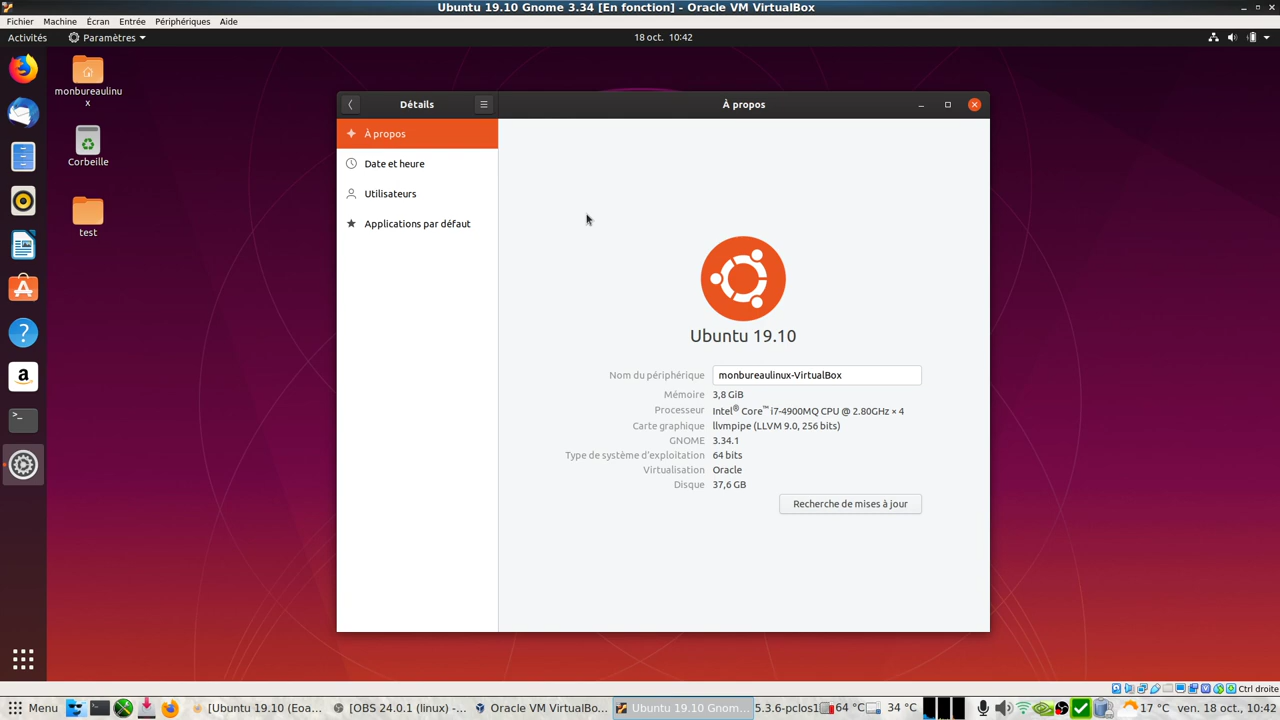 Ubuntu 19.10 Gnome 3.34 [En fonction] - Oracle VM VirtualBox
Fichier Machine Écran Entrée Périphériques Aide
Activités Paramètres 18 oct. 10:42
monbureaulinu
x
Corbeille
test
Détails À propos
À propos
Date et heure
Utilisateurs
Applications par défaut
Ubuntu 19.10
Nom du périphérique monbureaulinux-VirtualBox
Mémoire 3,8 GiB
Processeur Intel® Core™ i7-4900MQ CPU @ 2.80GHz × 4
Carte graphique llvmpipe (LLVM 9.0, 256 bits)
GNOME 3.34.1
Type de système d'exploitation 64 bits
Virtualisation Oracle
Disque 37,6 GB
Recherche de mises à jour
Ctrl droite
Menu [Ubuntu 19.10 (Eoa... [OBS 24.0.1 (linux) -... Oracle VM VirtualBo... Ubuntu 19.10 Gnom... 5.3.6-pclos1 64 °C 34 °C 17 °C ven. 18 oct., 10:42